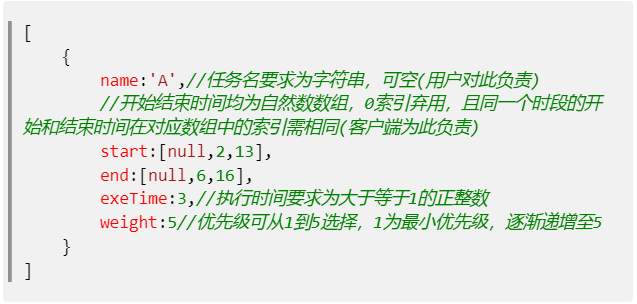 [
{
name:'A',//任务名要求为字符串，可空(用户对此负责)
//开始结束时间均为自然数数组，0索引弃用，且同一个时段的开
始和结束时间在对应数组中的索引需相同(客户端为此负责)
start:[null,2,13],
end:[null,6,16],
exeTime:3,//执行时间要求为大于等于1的正整数
weight:5//优先级可从1到5选择，1为最小优先级，逐渐递增至5
}
]